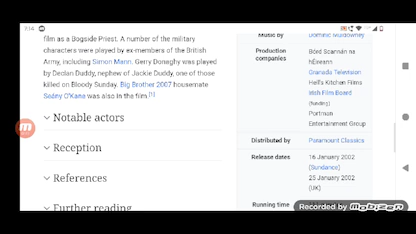 7:14
film as a Bogside Priest. A number of the military
characters were played by ex-members of the British
Army, including Simon Mann. Gerry Donaghy was played
by Declan Duddy, nephew of Jackie Duddy, one of those
killed on Bloody Sunday. Big Brother 2007 housemate
Seány O'Kane was also in the film.[1]
Notable actors
Reception
References
Further reading
Music by Dominic Muldowney
Production companies
Bórd Scannán na
hÉireann
Granada Television
Hell's Kitchen Films
Irish Film Board
(funding)
Portman
Entertainment Group
Distributed by Paramount Classics
Release dates 16 January 2002
(Sundance)
25 January 2002
(UK)
Running time
Recorded by Mobizen